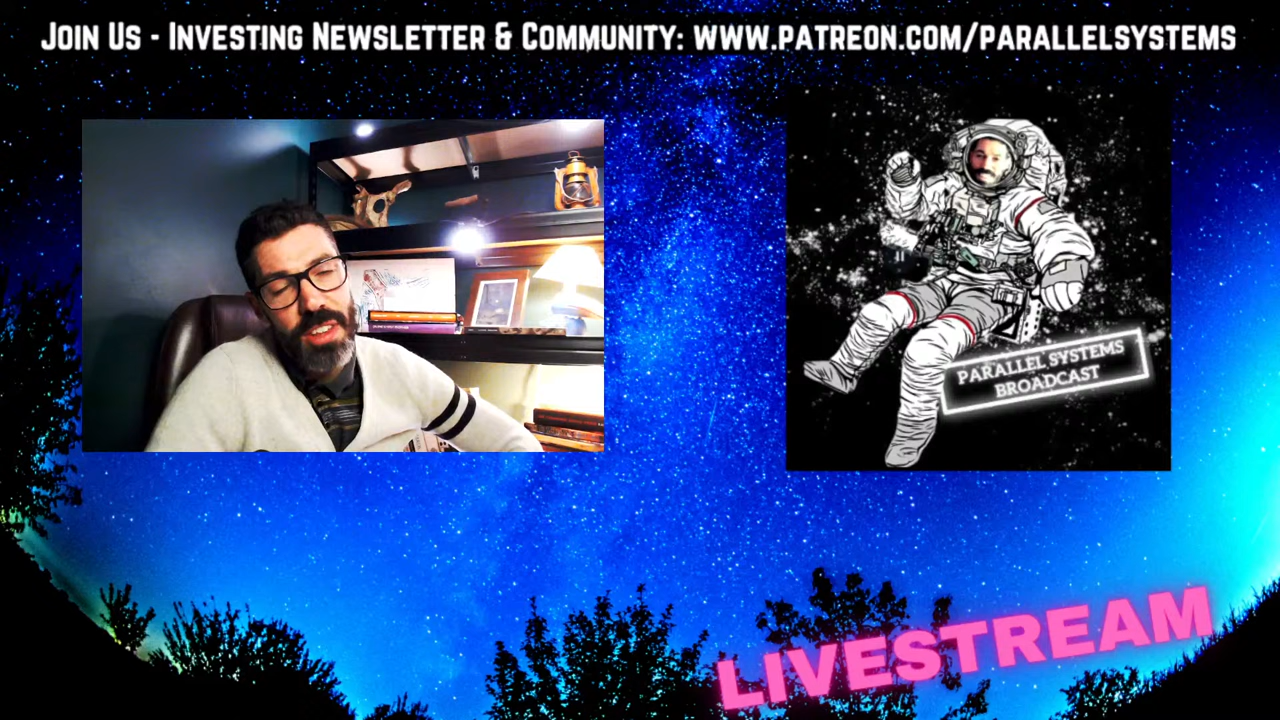 JOIN US - INVESTING NEWSLETTER & COMMUNITY: WWW.PATREON.COM/PARALLELSYSTEMS
PARALLEL SYSTEMS
BROADCAST
LIVESTREAM